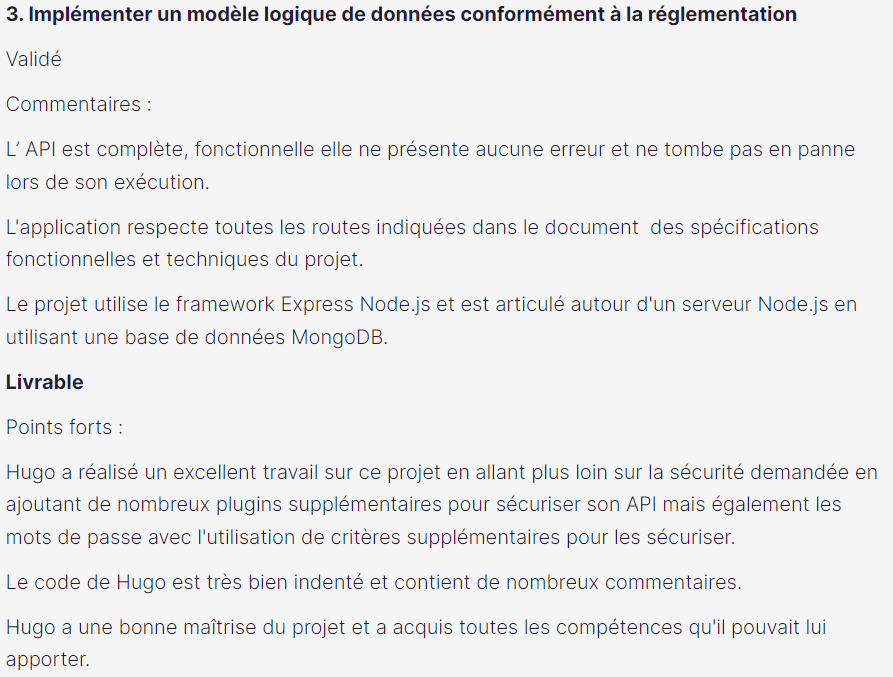 3. Implémenter un modèle logique de données conformément à la réglementation
Validé
Commentaires :
L’ API est complète, fonctionnelle elle ne présente aucune erreur et ne tombe pas en panne
lors de son exécution.
L'application respecte toutes les routes indiquées dans le document  des spécifications
fonctionnelles et techniques du projet.
Le projet utilise le framework Express Node.js et est articulé autour d'un serveur Node.js en
utilisant une base de données MongoDB.
Livrable
Points forts :
Hugo a réalisé un excellent travail sur ce projet en allant plus loin sur la sécurité demandée en
ajoutant de nombreux plugins supplémentaires pour sécuriser son API mais également les
mots de passe avec l'utilisation de critères supplémentaires pour les sécuriser.
Le code de Hugo est très bien indenté et contient de nombreux commentaires.
Hugo a une bonne maîtrise du projet et a acquis toutes les compétences qu'il pouvait lui
apporter.